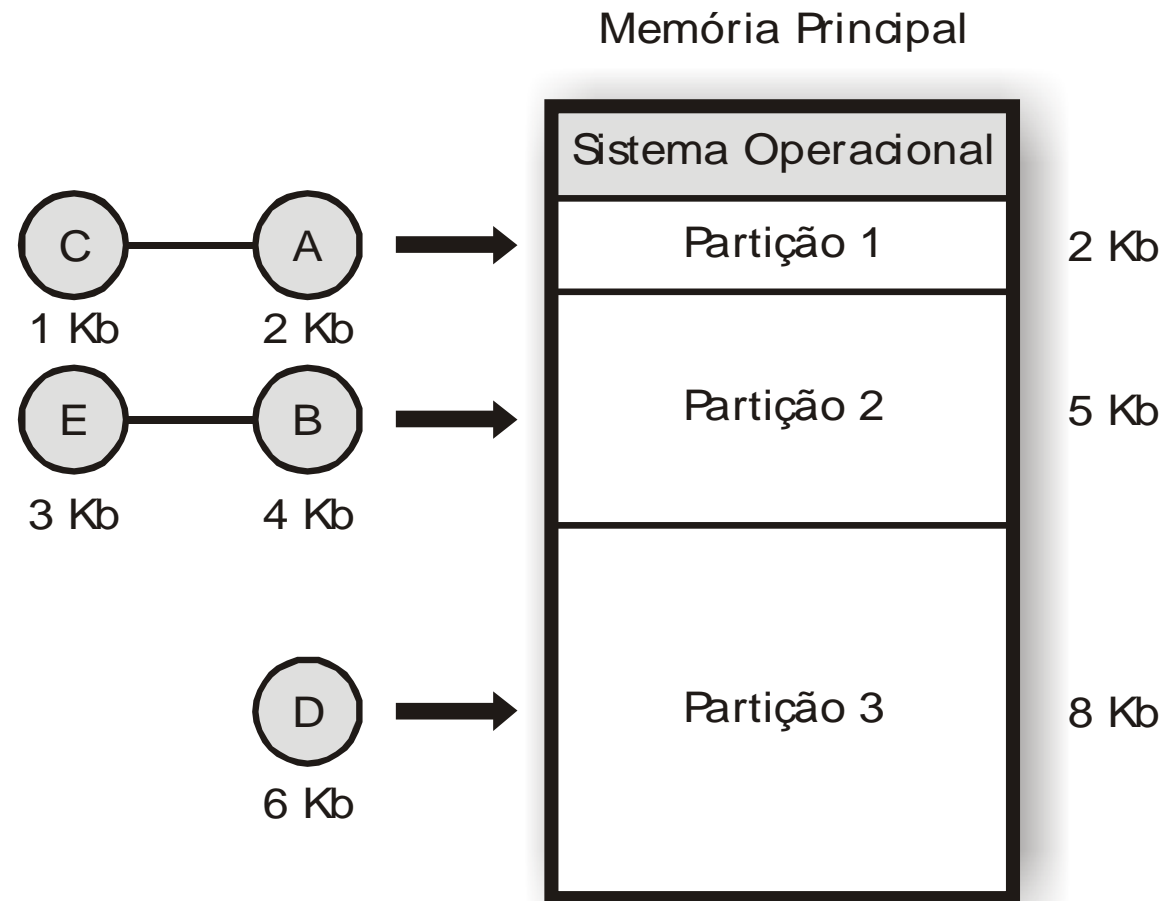 Memória Principal
Sistema Operacional
C A Partição 1 2 Kb
1 Kb 2 Kb
E B Partição 2 5 Kb
3 Kb 4 Kb
D Partição 3 8 Kb
6 Kb